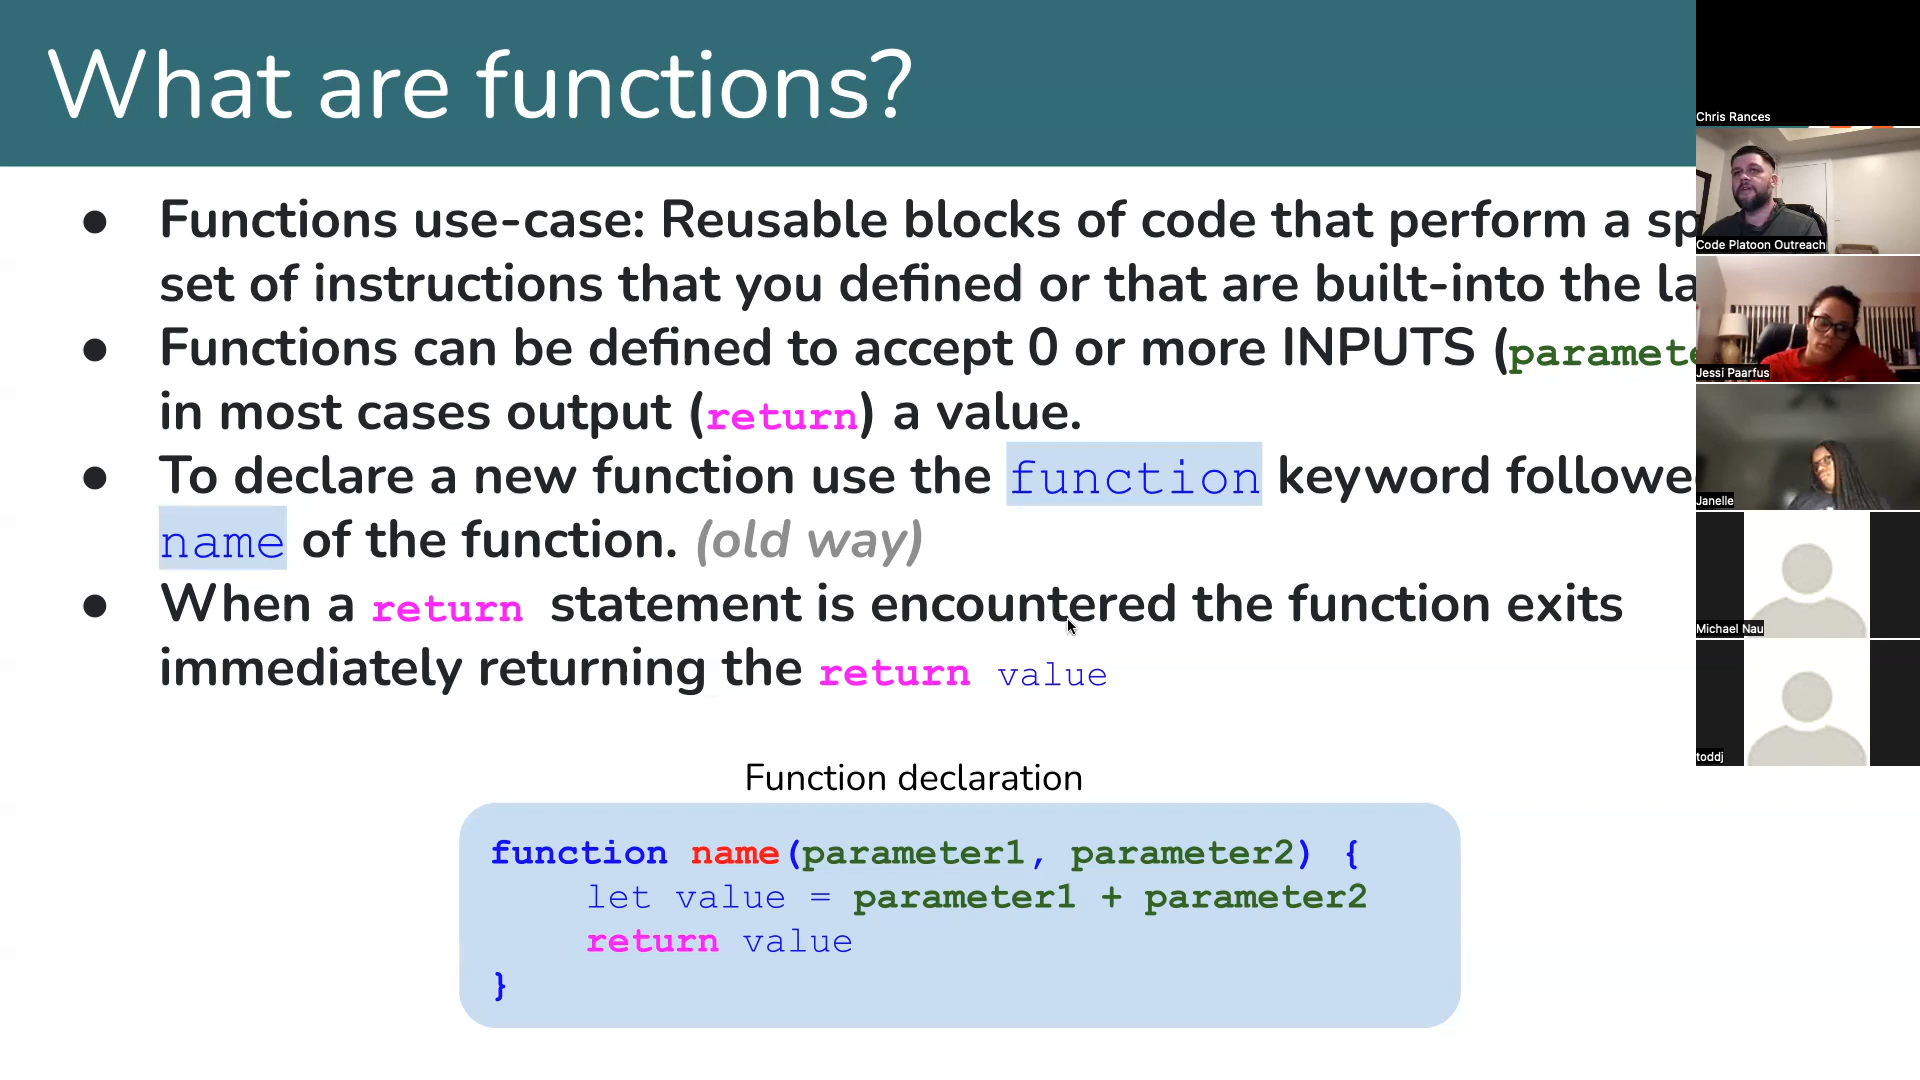 What are functions?
● Functions use-case: Reusable blocks of code that perform a
set of instructions that you defined or that are built-into the
● Functions can be defined to accept 0 or more INPUTS (
in most cases output (return) a value.
● To declare a new function use the function keyword
name of the function. (old way)
● When a return statement is encountered the function exits
immediately returning the return value
Function declaration
function name(parameter1, parameter2) {
let value = parameter1 + parameter2
return value
}
Chris Rances
Code Platoon Outreach
Jessi Paarfus
Janelle
Michael Nau
toddj